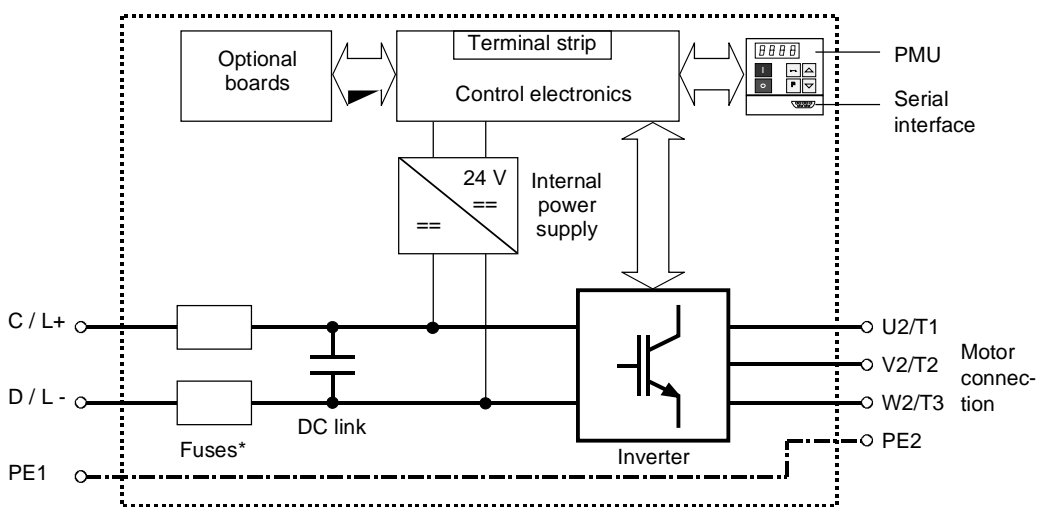 Optional
boards
Terminal strip
Control electronics
8888
I
O
P
PMU
Serial
interface
24 V
==
==
Internal
power
supply
C / L+
D / L -
PE1
Fuses*
DC link
Inverter
U2/T1
V2/T2
W2/T3
PE2
Motor
connec-
tion